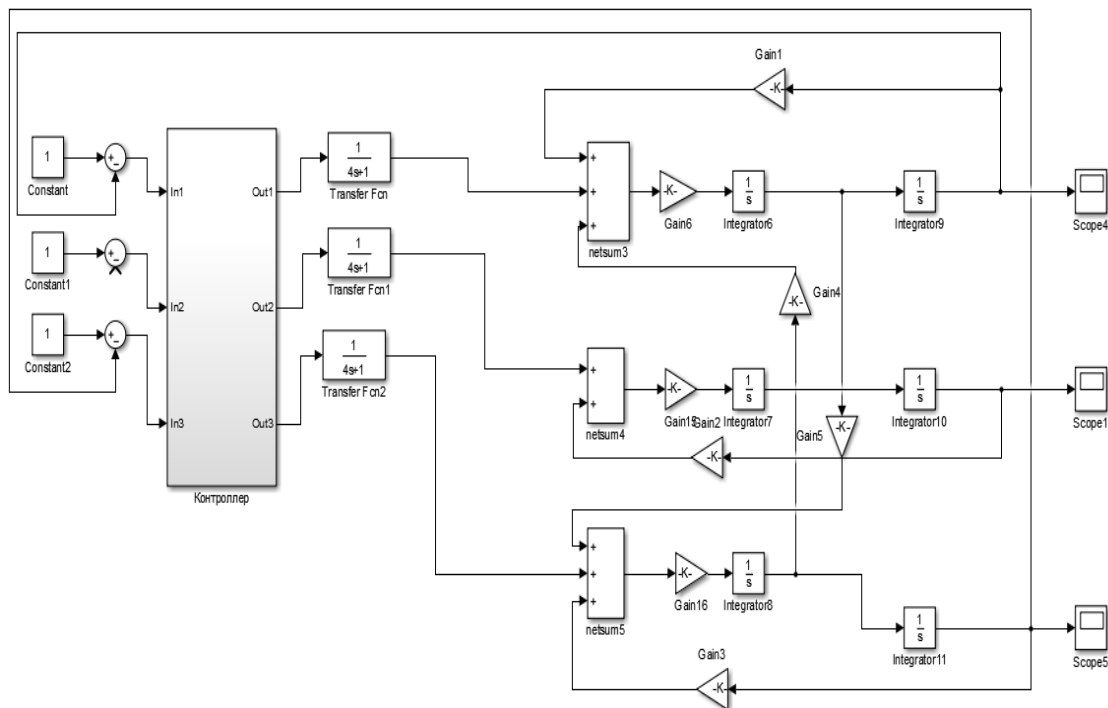 Gain1
-K-
1
Constant
+
-
In1
Out1
1
4s+1
Transfer Fcn
+
+
+
netsum3
-K-
Gain6
1
s
Integrator6
1
s
Integrator9
Scope4
1
Constant1
+
-
In2
Out2
1
4s+1
Transfer Fcn1
-K-
Gain4
1
Constant2
+
-
In3
Out3
1
4s+1
Transfer Fcn2
Контроллер
+
+
netsum4
-K-
Gain15
Gain2
-K-
1
s
Integrator7
Gain5
-K-
1
s
Integrator10
Scope1
+
+
+
netsum5
-K-
Gain16
1
s
Integrator8
1
s
Integrator11
Scope5
Gain3
-K-